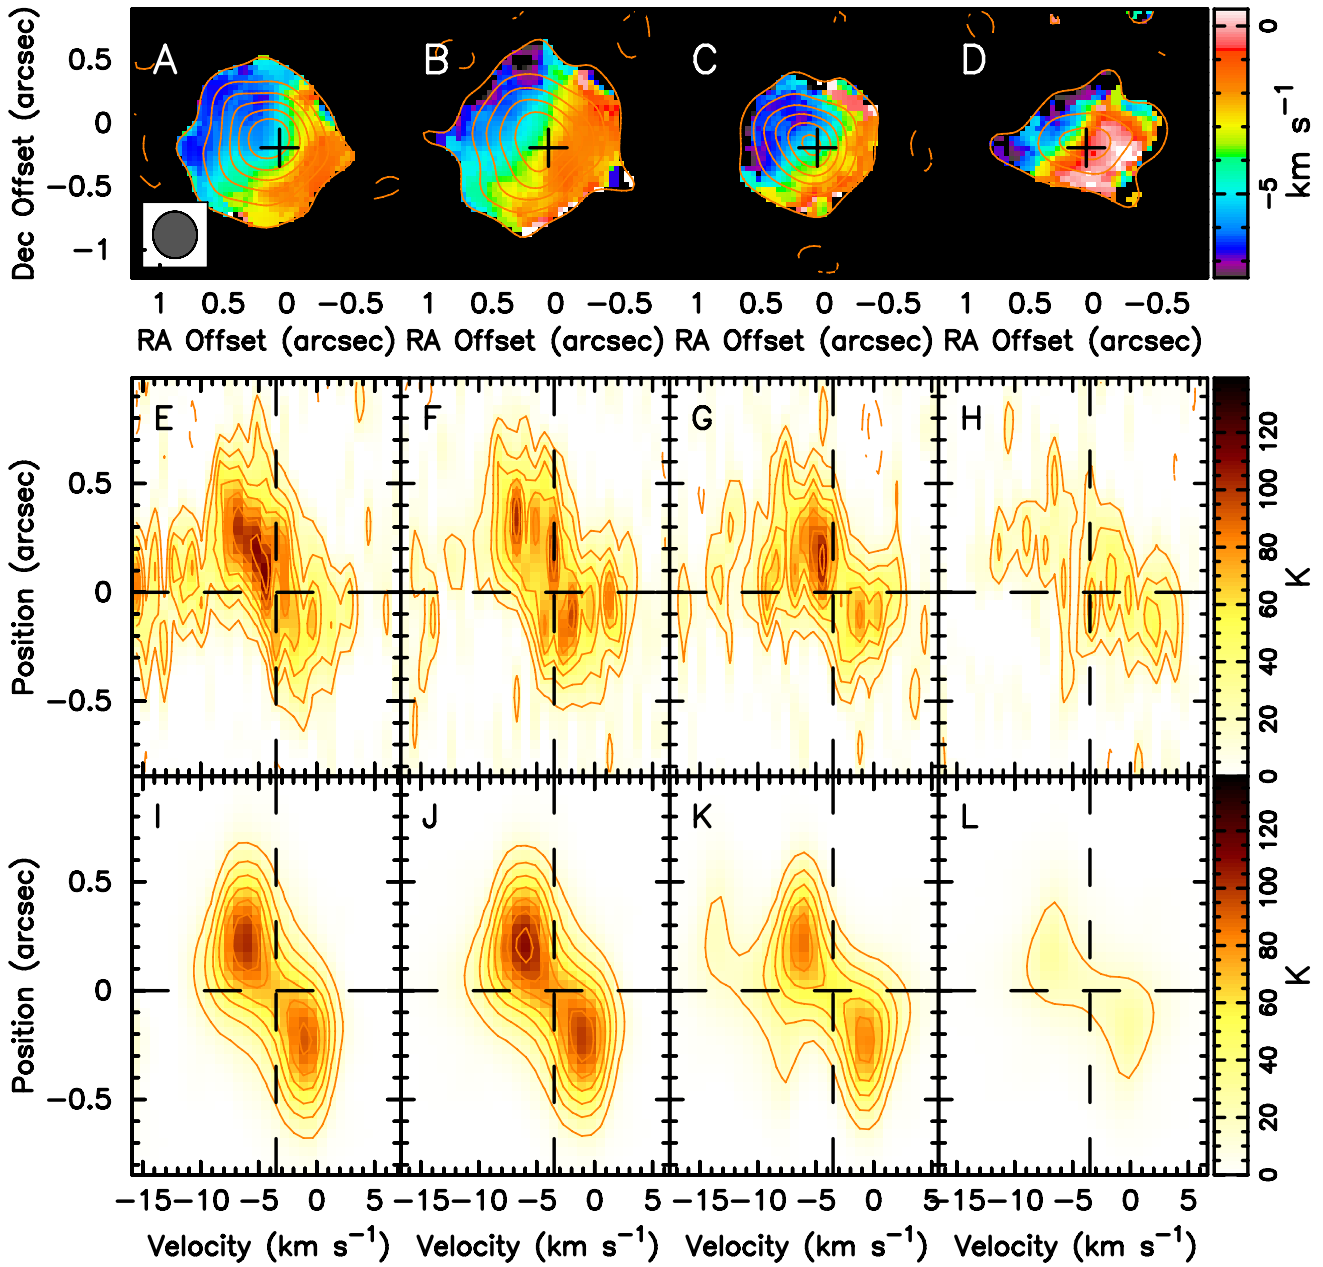 A B C D
Dec Offset (arcsec)
0.5
0
−0.5
−1
0
−5
km s−1
1 0.5 0 −0.5 1 0.5 0 −0.5 1 0.5 0 −0.5 1 0.5 0 −0.5
RA Offset (arcsec) RA Offset (arcsec) RA Offset (arcsec) RA Offset (arcsec)
E F G H
Position (arcsec)
0.5
0
−0.5
120
100
80
60
40
20
0
K
I J K L
Position (arcsec)
0.5
0
−0.5
120
100
80
60
40
20
0
K
−15 −10 −5 0 5 −15 −10 −5 0 5 −15 −10 −5 0 5 −15 −10 −5 0 5
Velocity (km s−1) Velocity (km s−1) Velocity (km s−1) Velocity (km s−1)